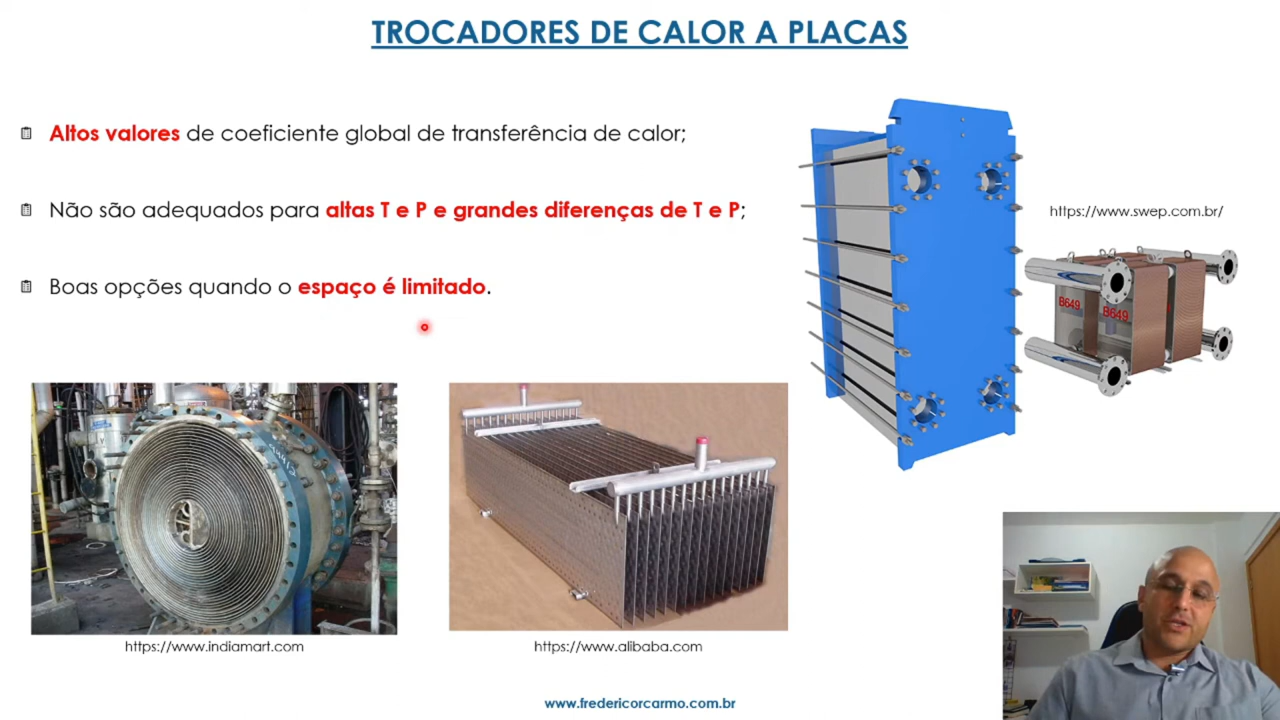 TROCADORES DE CALOR A PLACAS
Altos valores de coeficiente global de transferência de calor;
Não são adequados para altas T e P e grandes diferenças de T e P;
Boas opções quando o espaço é limitado.
https://www.swep.com.br/
B649
B649
https://www.indiamart.com
https://www.alibaba.com
www.fredericorcarmo.com.br